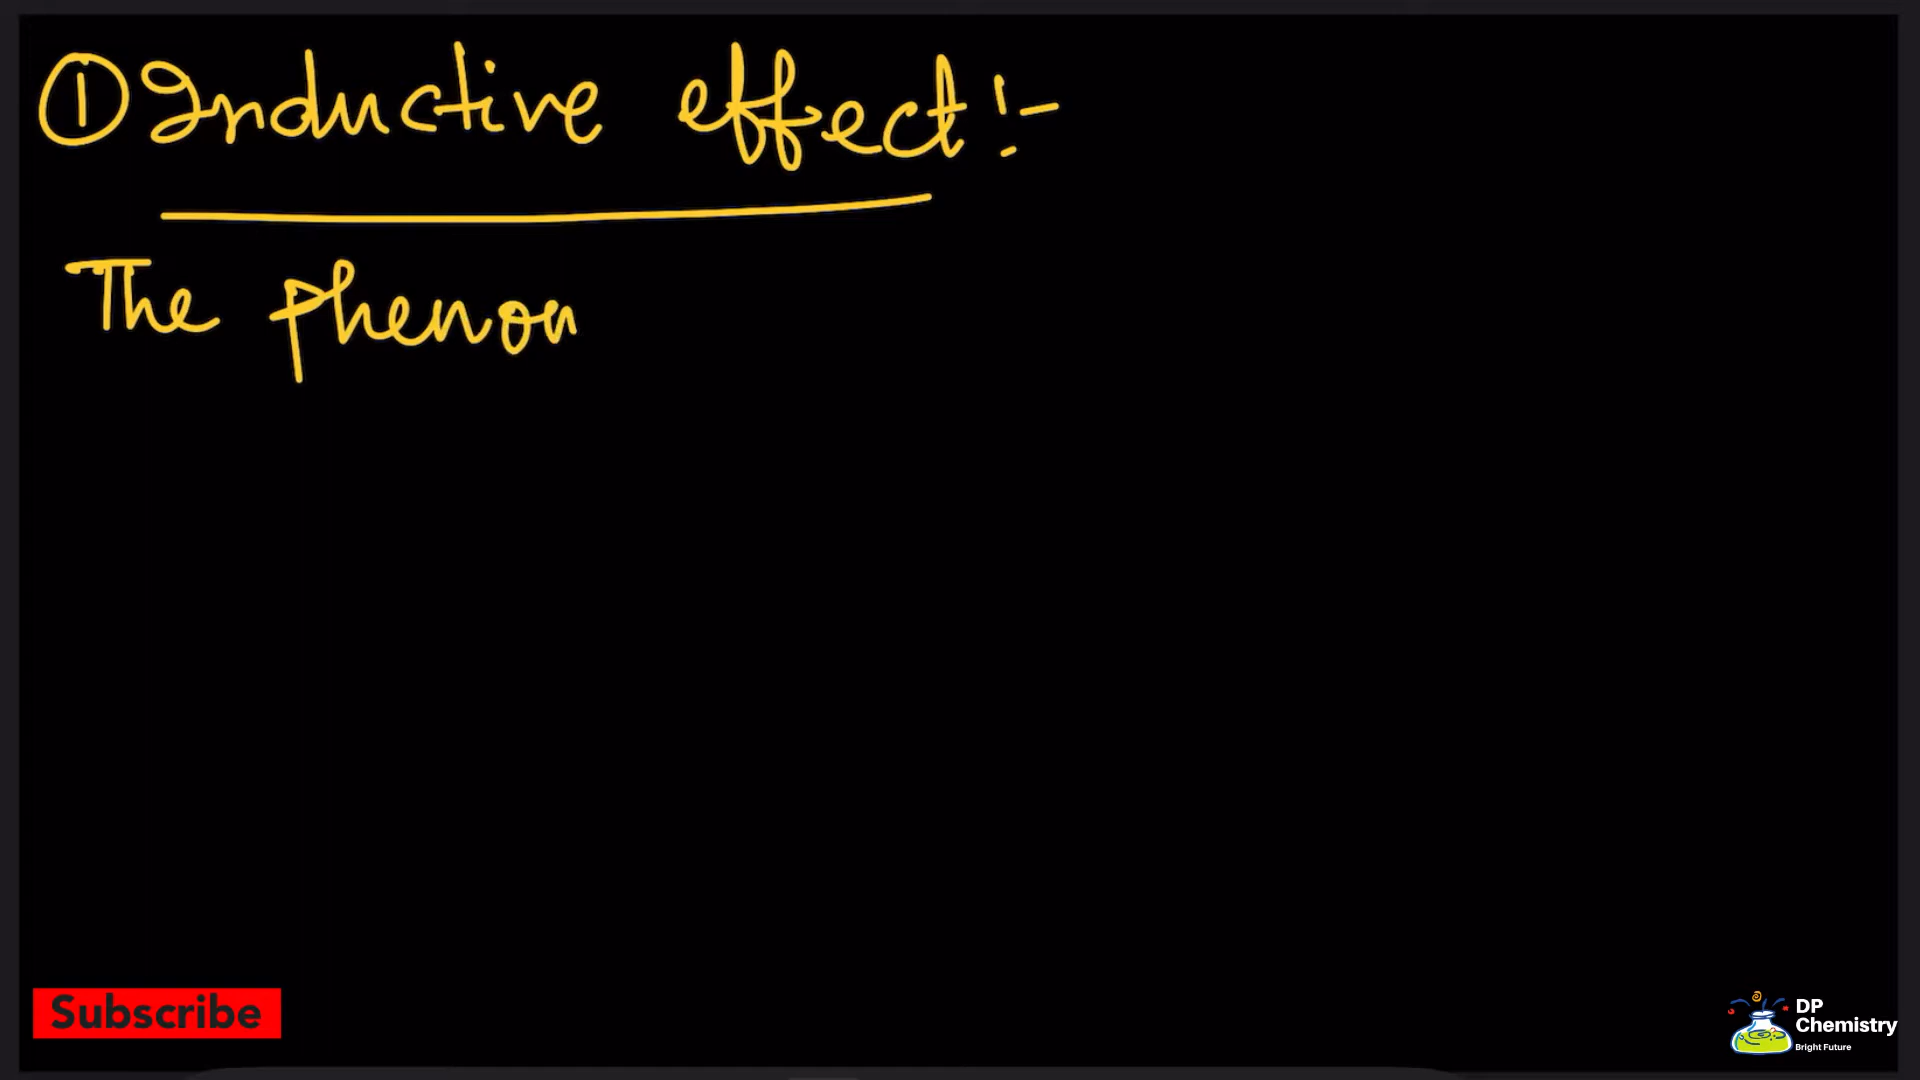 ① Inductive effect :-
The phenon
Subscribe
DP
Chemistry
Bright Future